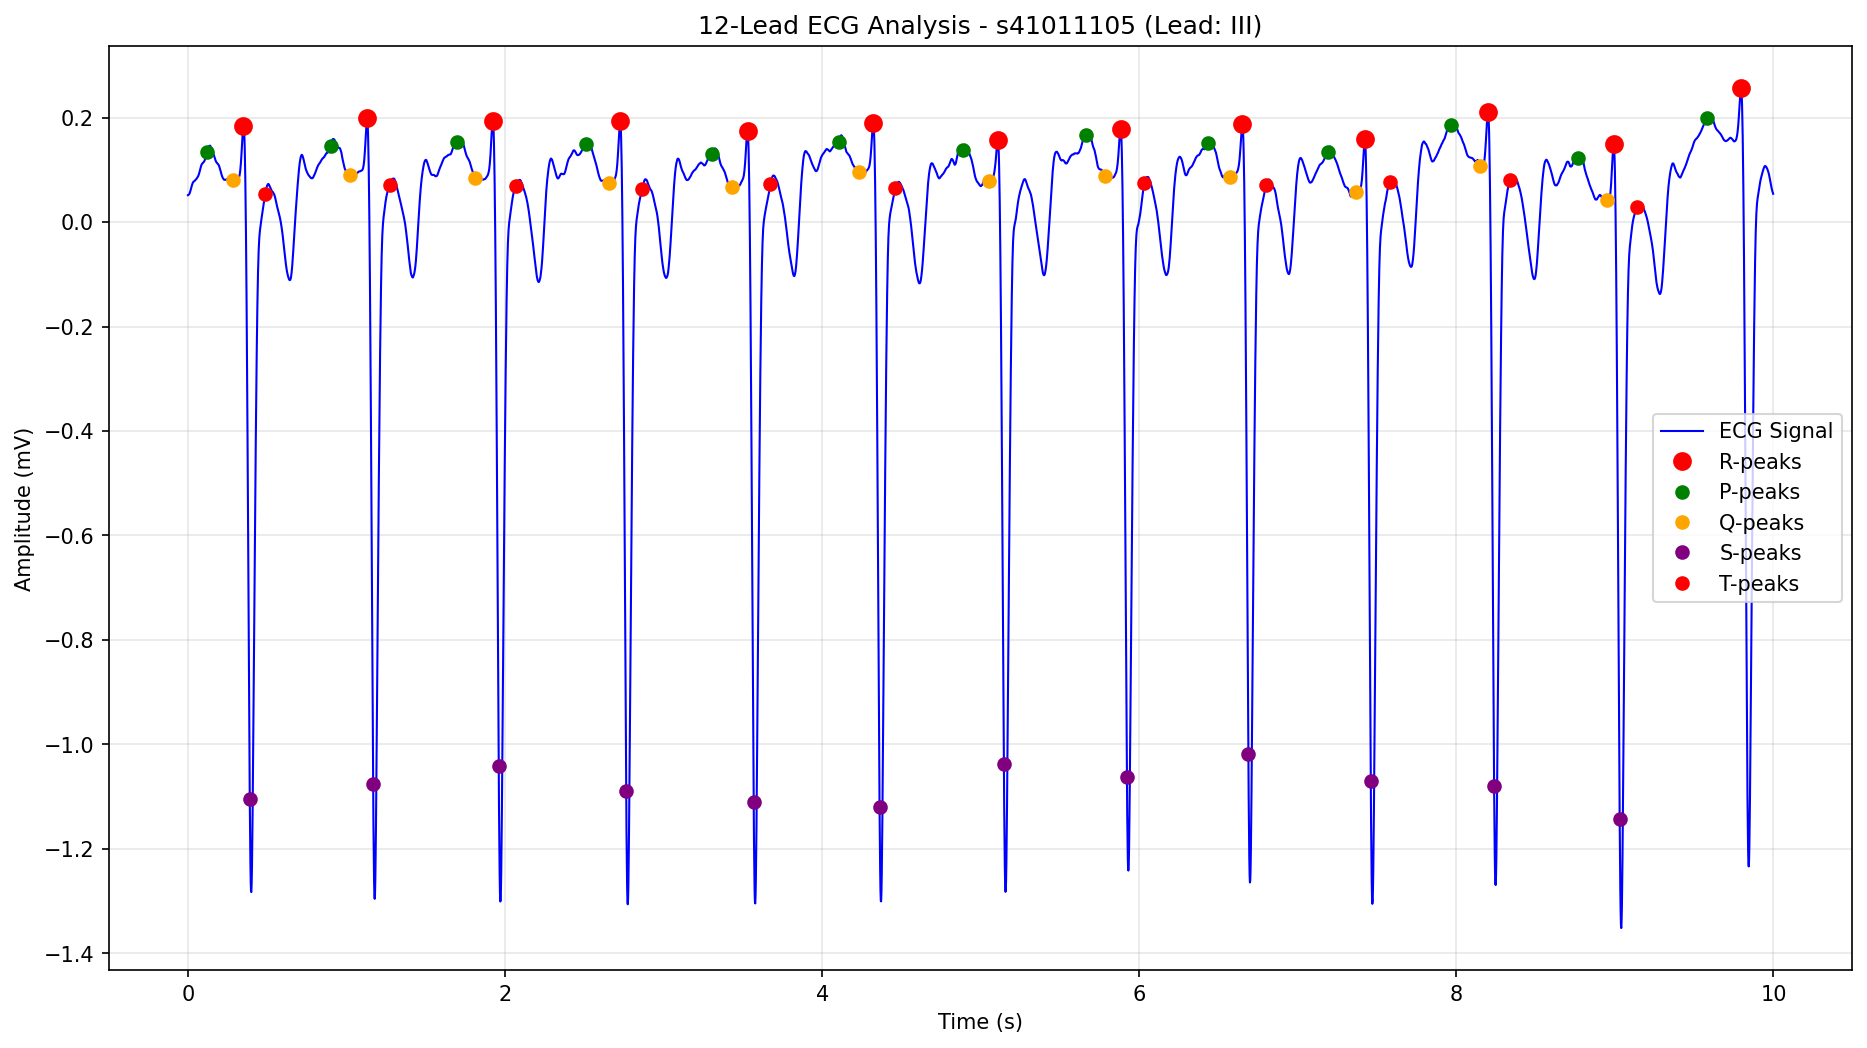 12-Lead ECG Analysis - s41011105 (Lead: III)
Amplitude (mV)
0.2
0.0
−0.2
−0.4
−0.6
−0.8
−1.0
−1.2
−1.4
ECG Signal
R-peaks
P-peaks
Q-peaks
S-peaks
T-peaks
0 2 4 6 8 10
Time (s)